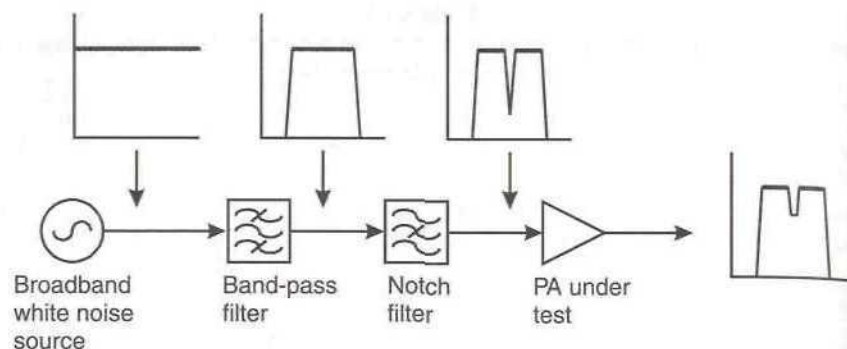 Broadband
white noise
source
Band-pass
filter
Notch
filter
PA under
test